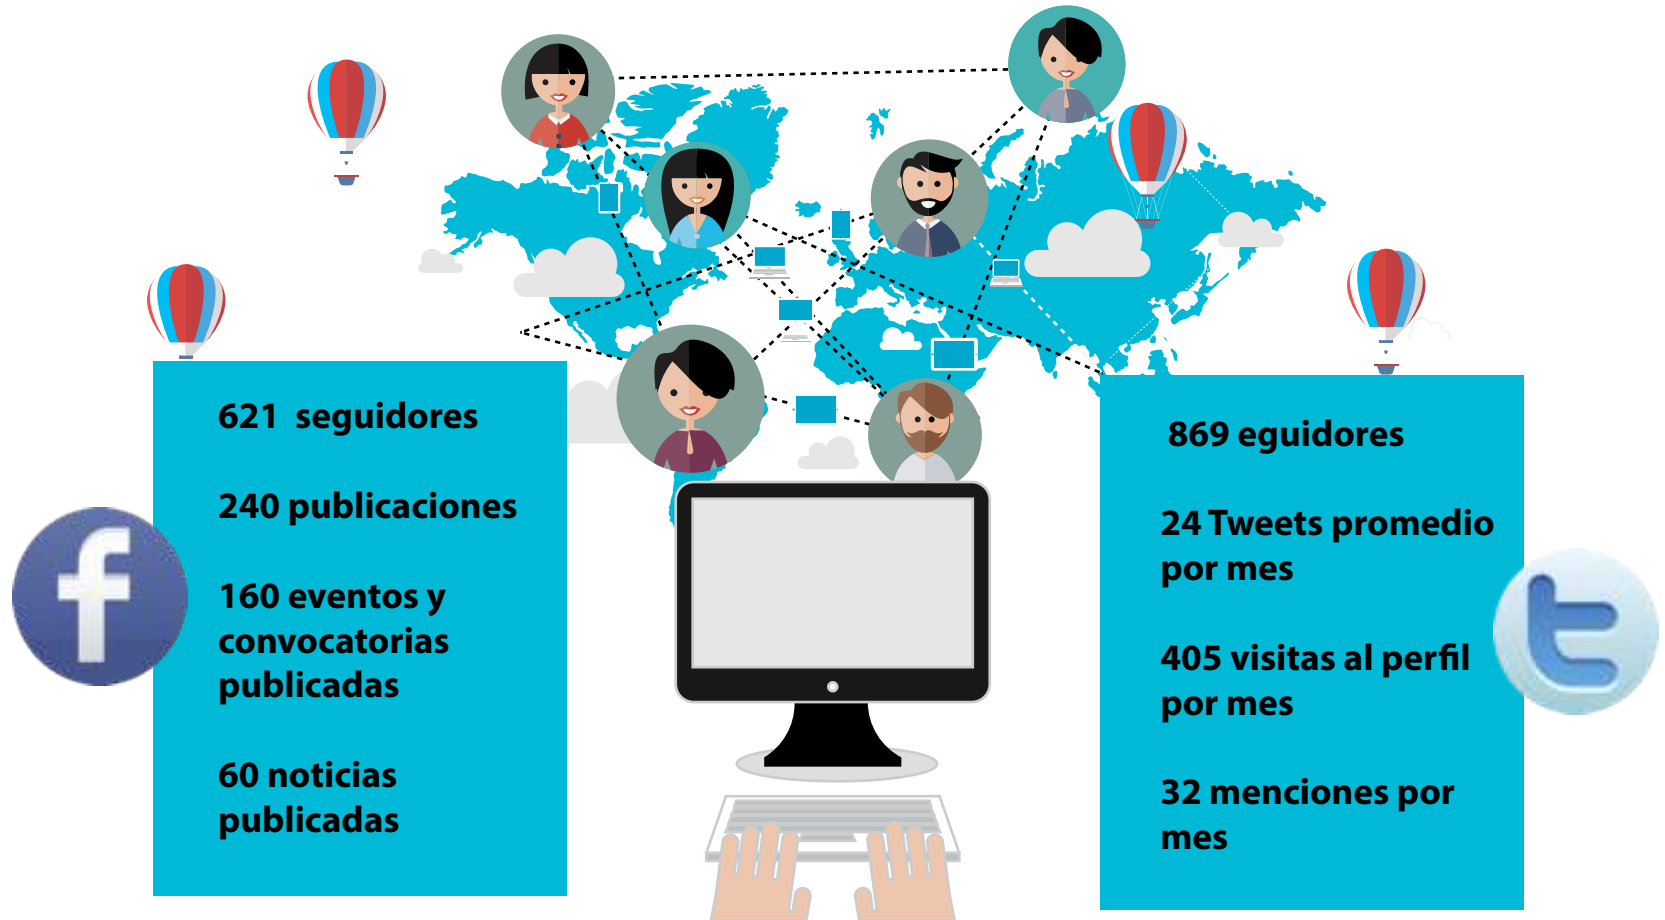 621 seguidores
240 publicaciones
160 eventos y
convocatorias
publicadas
60 noticias
publicadas
869 eguidores
24 Tweets promedio
por mes
405 visitas al perfil
por mes
32 menciones por
mes